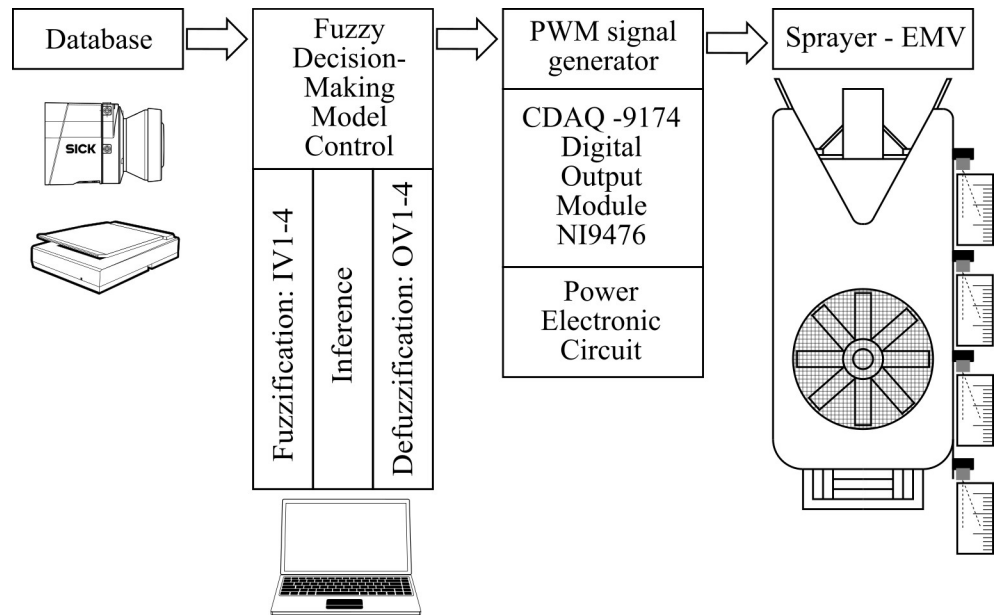 Database
SICK
Fuzzy
Decision-
Making
Model
Control
Fuzzification: IV1-4
Inference
Defuzzification: OV1-4
PWM signal
generator
CDAQ -9174
Digital
Output
Module
NI9476
Power
Electronic
Circuit
Sprayer - EMV